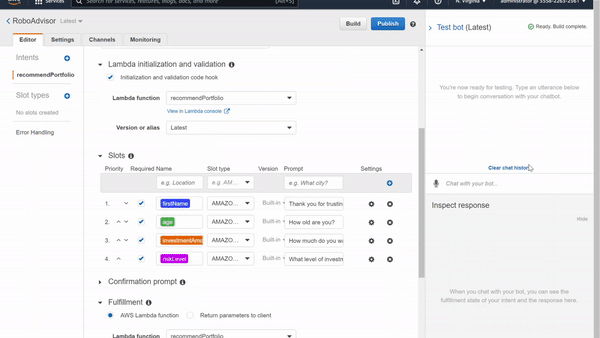 Services
Search for services, features, blogs, docs, and more
[Alt+S]
N. Virginia
RoboAdvisor Latest
Build
Publish
Editor
Settings
Channels
Monitoring
Intents
recommendPortfolio
Slot types
No slots created
Error Handling
Lambda initialization and validation
Initialization and validation code hook
Lambda function
recommendPortfolio
View in Lambda console
Version or alias
Latest
Slots
Priority Required Name Slot type Version Prompt Settings
e.g. Location e.g. AM... e.g. What city?
1. firstName AMAZO... Built-in Thank you for trustin
2. age AMAZO... Built-in How old are you?
3. investmentAmo AMAZO... Built-in How much do you w
4. riskLevel AMAZO... Built-in What level of investn
Confirmation prompt
Fulfillment
AWS Lambda function
Return parameters to client
Lambda function
recommendPortfolio
Test bot (Latest)
Ready. Build complete.
You're now ready for testing. Type an utterance below
to begin conversation with your chatbot.
Clear chat history
Chat with your bot...
Inspect response
Hide
When you chat with your bot, you can see the
fulfillment state of your intent and the response here.